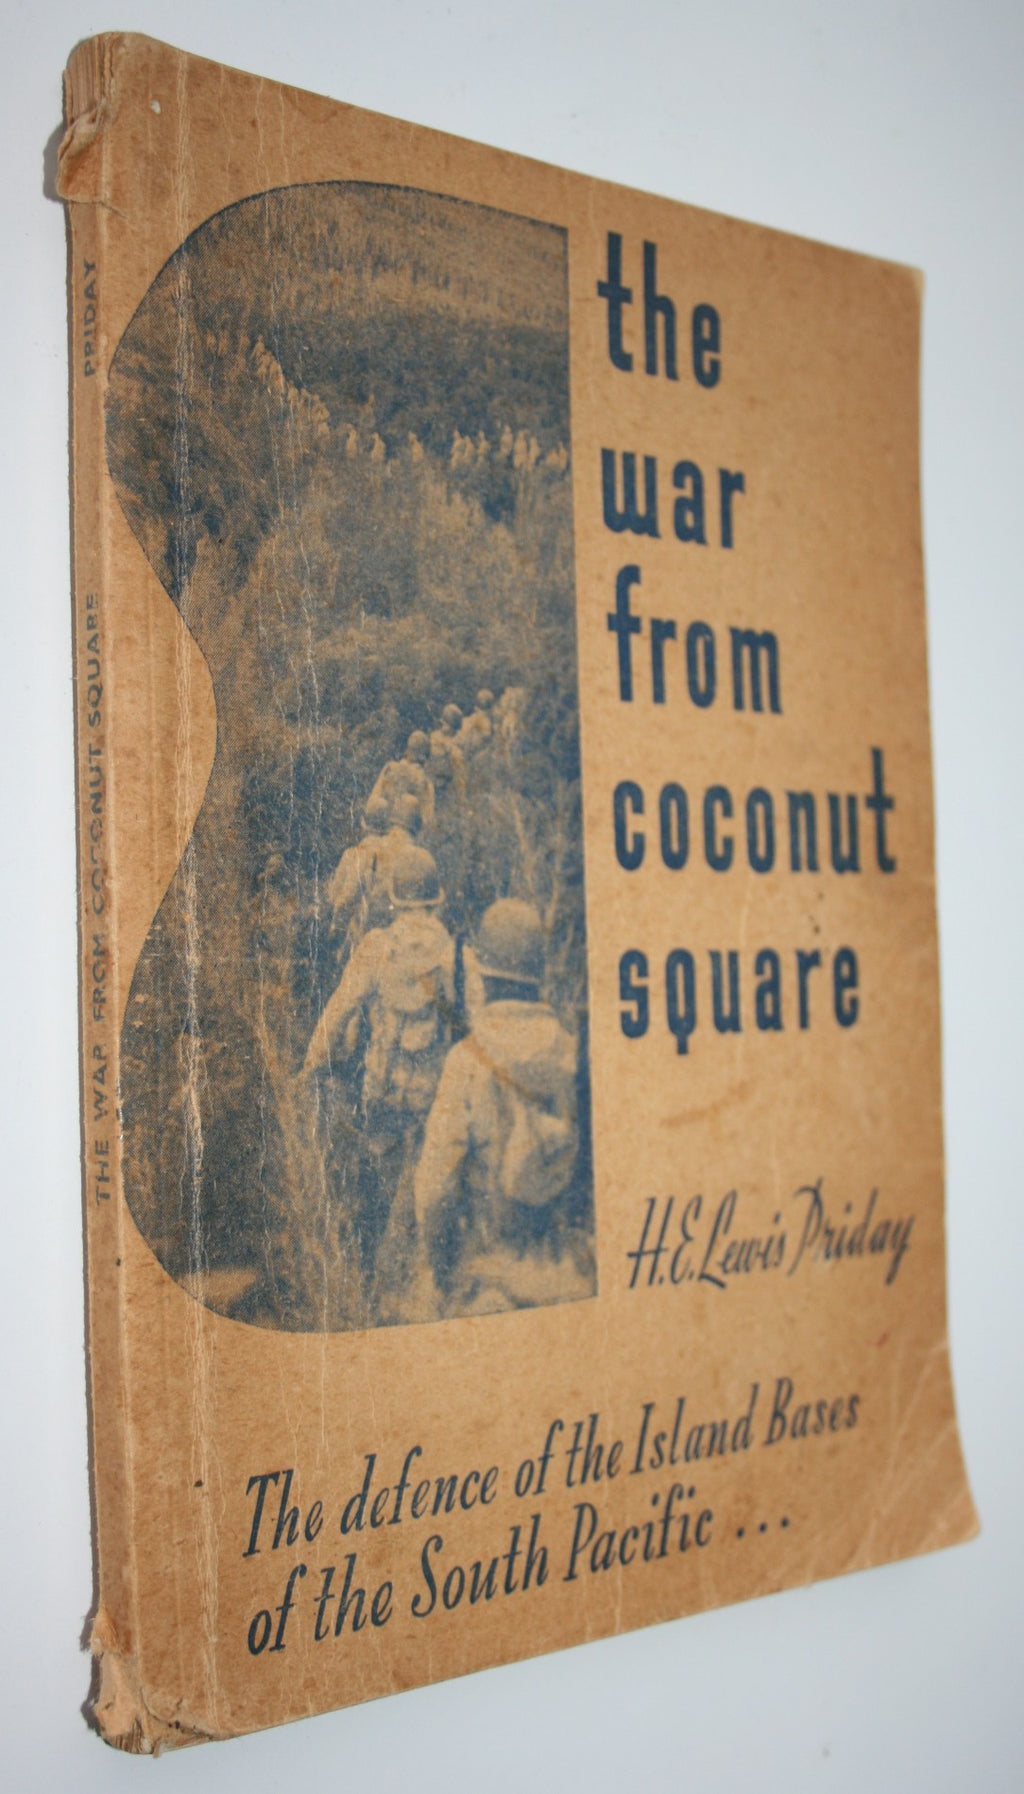 the
war
from
coconut
square
H.E. Lewis Priday
The defence of the Island Bases
of the South Pacific ...
THE WAR FROM COCONUT SQUARE PRIDAY